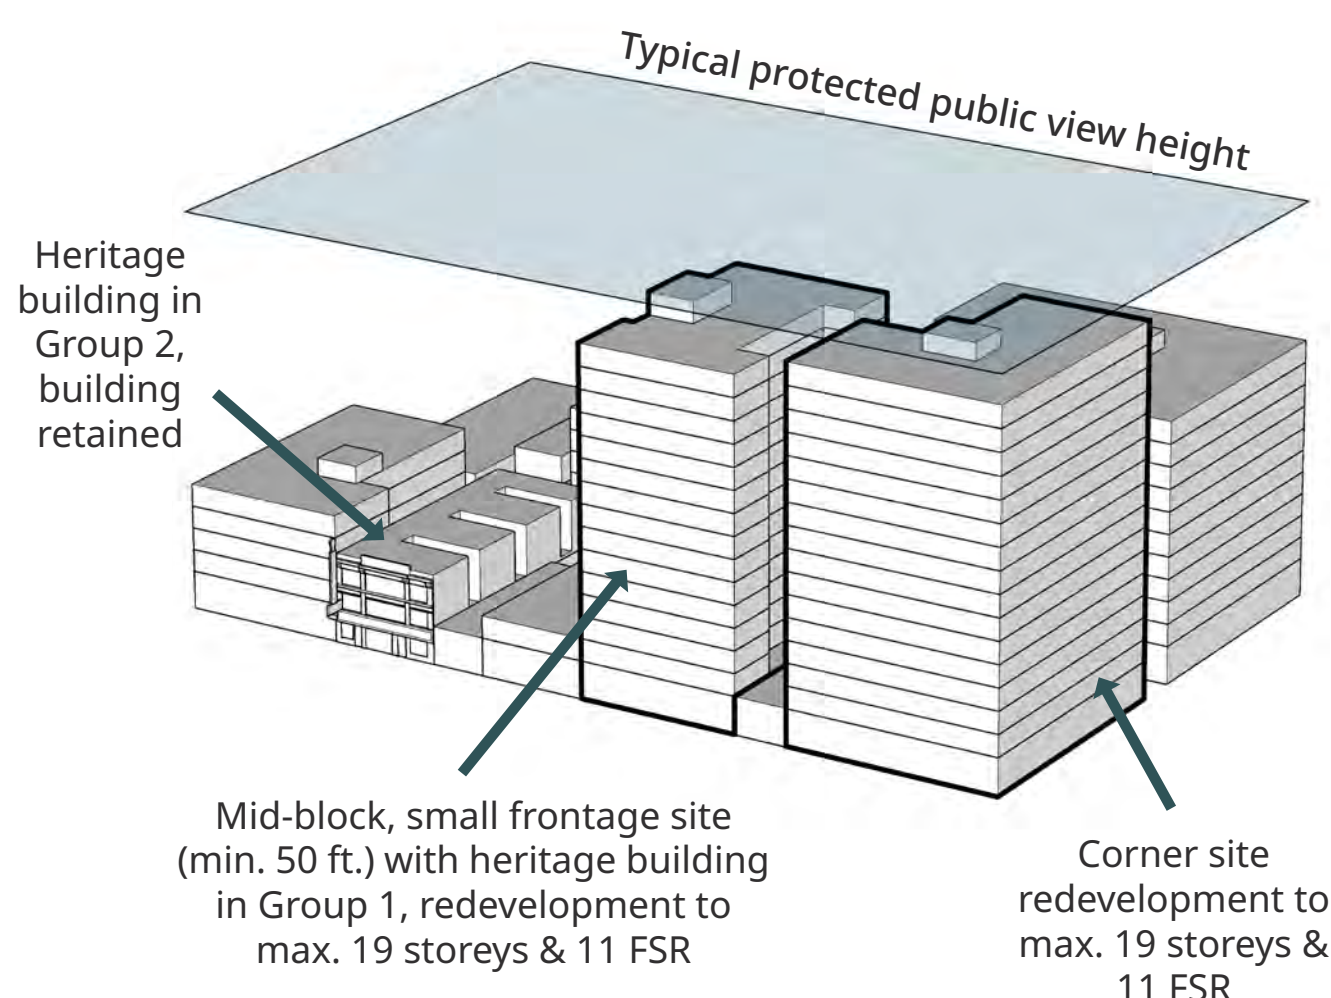 Typical protected public view height
Heritage
building in
Group 2,
building
retained
Mid-block, small frontage site
(min. 50 ft.) with heritage building
in Group 1, redevelopment to
max. 19 storeys & 11 FSR
Corner site
redevelopment to
max. 19 storeys &
11 FSR